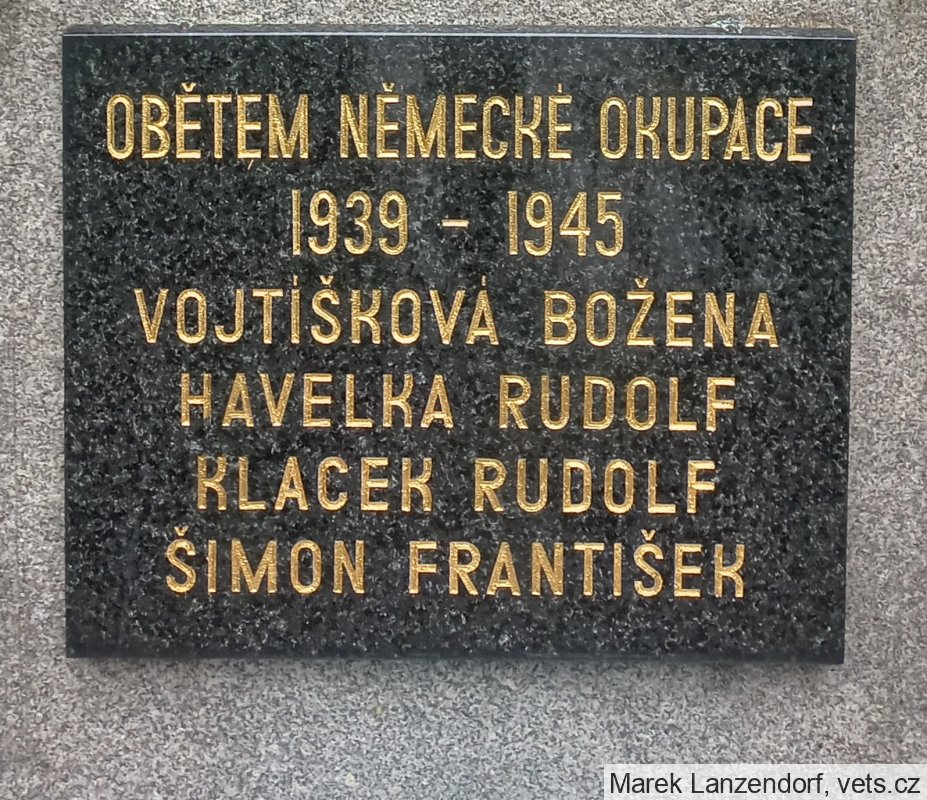 OBĚTEM NĚMECKÉ OKUPACE
1939 - 1945
VOJTÍŠKOVÁ BOŽENA
HAVELKA RUDOLF
KLACEK RUDOLF
ŠIMON FRANTIŠEK
Marek Lanzendorf, vets.cz